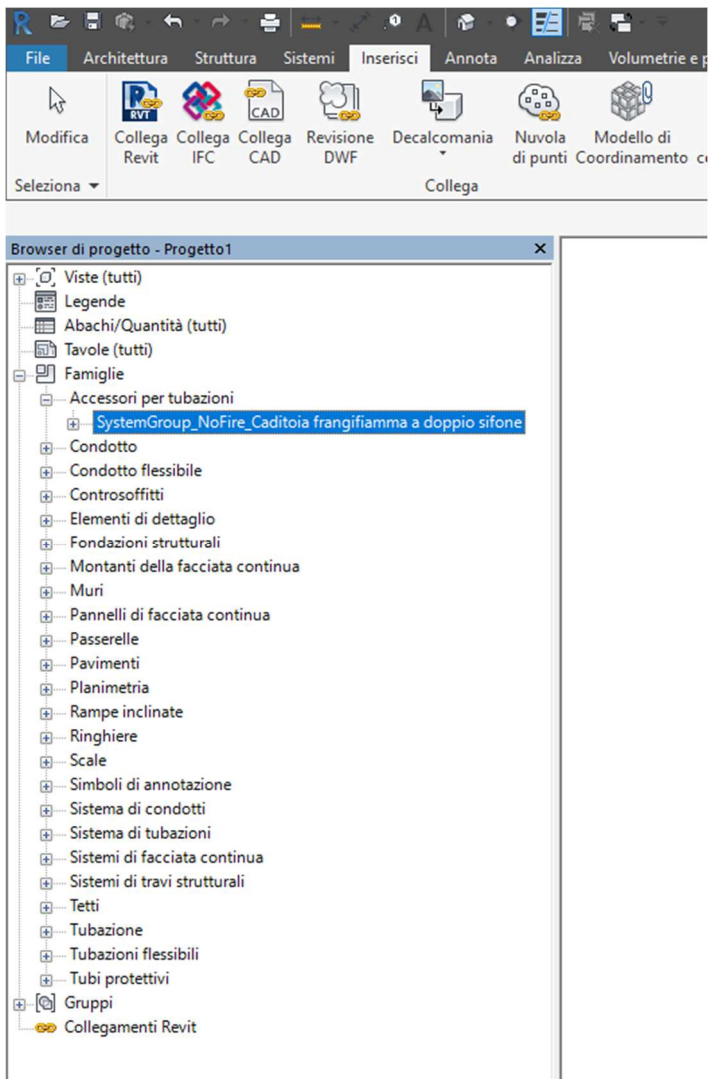 File Architettura Struttura Sistemi Inserisci Annota Analizza Volumetrie e
RVT CAD
Modifica Collega Collega Collega Revisione Decalcomania Nuvola Modello di
Revit IFC CAD DWF di punti Coordinamento
Seleziona Collega
Browser di progetto - Progetto1
Viste (tutti)
Legende
Abachi/Quantità (tutti)
Tavole (tutti)
Famiglie
Accessori per tubazioni
SystemGroup_NoFire_Caditoia frangifiamma a doppio sifone
Condotto
Condotto flessibile
Controsoffitti
Elementi di dettaglio
Fondazioni strutturali
Montanti della facciata continua
Muri
Pannelli di facciata continua
Passerelle
Pavimenti
Planimetria
Rampe inclinate
Ringhiere
Scale
Simboli di annotazione
Sistema di condotti
Sistema di tubazioni
Sistemi di facciata continua
Sistemi di travi strutturali
Tetti
Tubazione
Tubazioni flessibili
Tubi protettivi
Gruppi
Collegamenti Revit